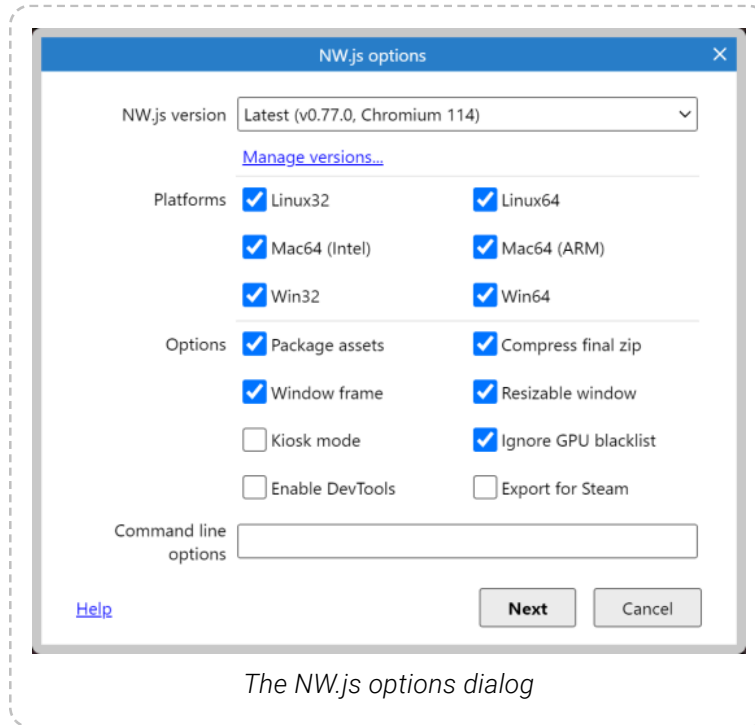 NW.js options
NW.js version Latest (v0.77.0, Chromium 114)
Manage versions...
Platforms Linux32 Linux64
Mac64 (Intel) Mac64 (ARM)
Win32 Win64
Options Package assets Compress final zip
Window frame Resizable window
Kiosk mode Ignore GPU blacklist
Enable DevTools Export for Steam
Command line
options
Help Next Cancel
The NW.js options dialog